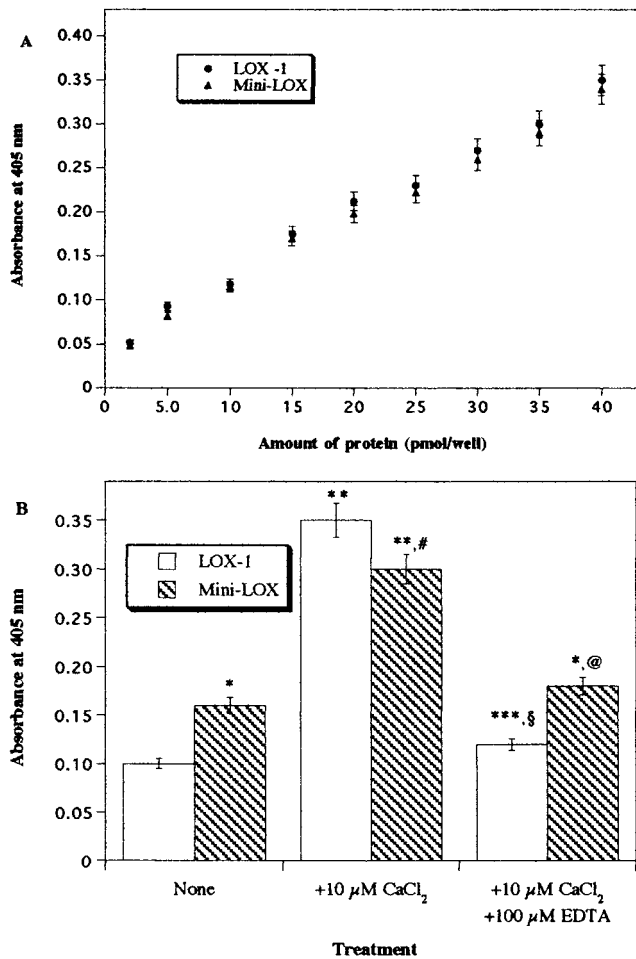 A
0.40
0.35
0.30
0.25
0.20
0.15
0.10
0.05
0
LOX -1
Mini-LOX
Absorbance at 405 nm
0 5.0 10 15 20 25 30 35 40
Amount of protein (pmol/well)
B
0.35
0.30
0.25
0.20
0.15
0.10
0.05
0
LOX-1
Mini-LOX
Absorbance at 405 nm
*
**
**,#
***,§
*,@
None
+10 µM CaCl₂
+10 µM CaCl₂
+100 µM EDTA
Treatment